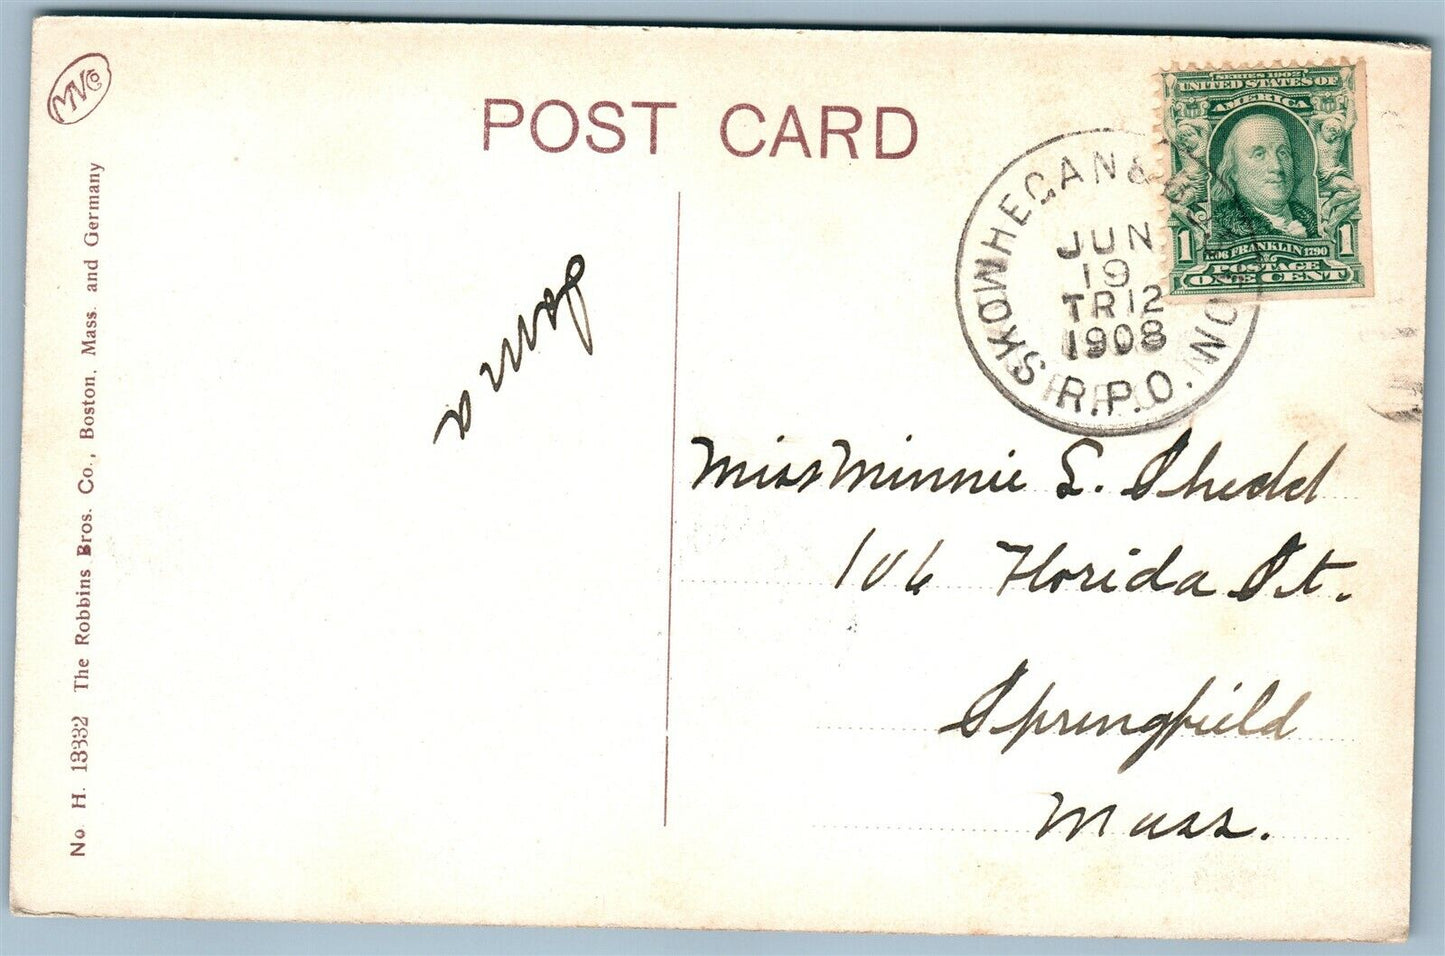 MVCo
POST CARD
SERIES 1902
UNITED STATES OF
AMERICA
1 1706 FRANKLIN 1790 1
POSTAGE
ONE CENT
SKOWHEGAN &
JUN
19
TR 12
1908
R.P.O.
Miss Minnie L. Shedd
106 Florida St.
Springfield
Mass.
No. H. 13332 The Robbins Bros. Co., Boston, Mass. and Germany